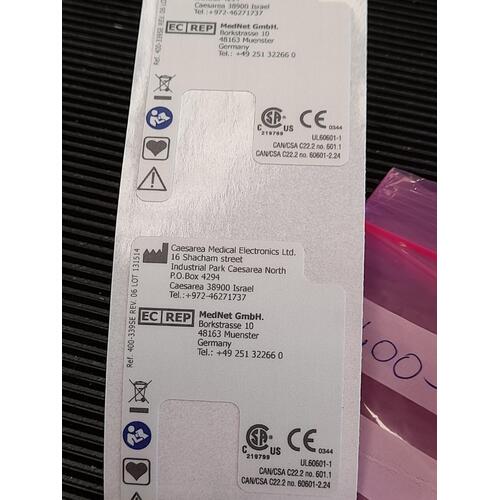 Caesarea 38900 Israel
Tel.:+972-46271737
EC REP
MedNet GmbH.
Borkstrasse 10
48163 Muenster
Germany
Tel.: +49 251 32266 0
C US
219799
CE 0344
UL60601-1
CAN/CSA C22.2 no. 601.1
CAN/CSA C22.2 no. 60601-2.24
Caesarea Medical Electronics Ltd.
16 Shacham street
Industrial Park Caesarea North
P.O.Box 4294
Caesarea 38900 Israel
Tel.:+972-46271737
EC REP
MedNet GmbH.
Borkstrasse 10
48163 Muenster
Germany
Tel.: +49 251 32266 0
Ref. 400-339SE REV. 06 LOT 131514
C US
219799
CE 0344
UL60601-1
CAN/CSA C22.2 no. 601.1
CAN/CSA C22.2 no. 60601-2.24